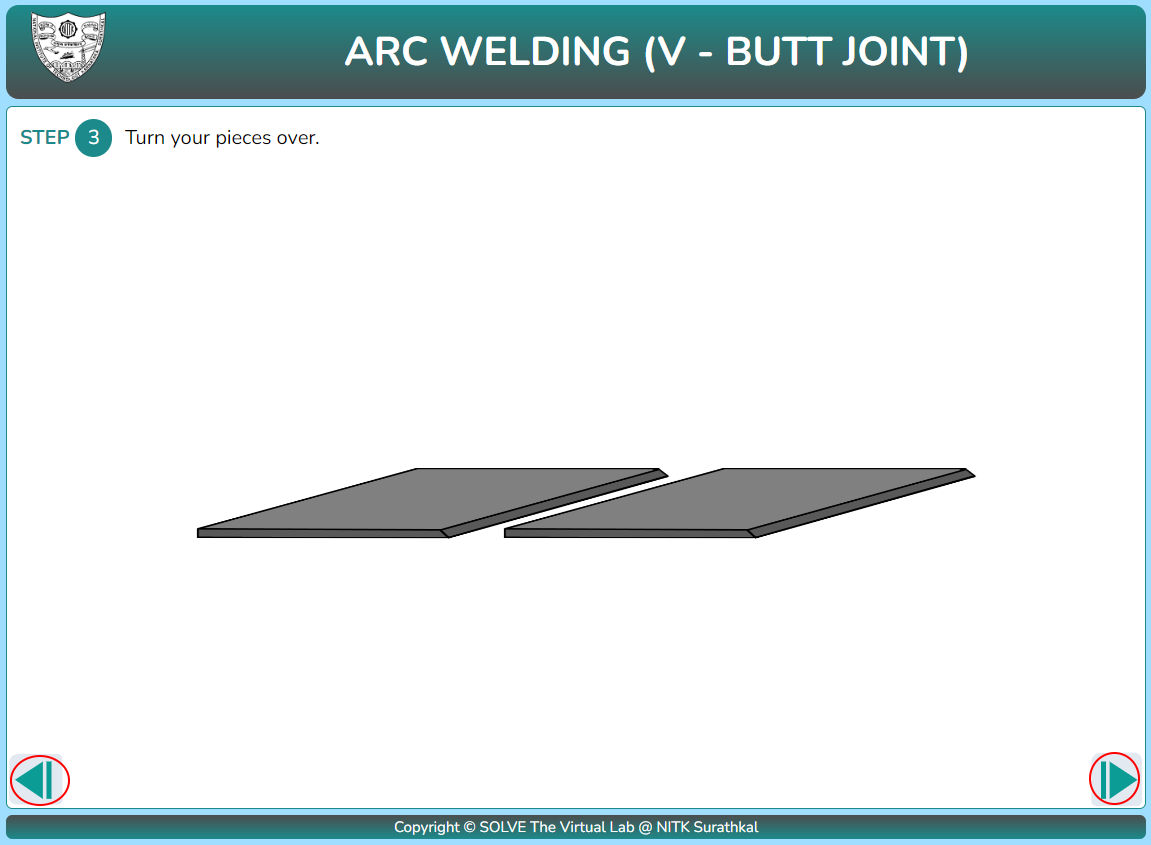 ARC WELDING (V - BUTT JOINT)
STEP 3 Turn your pieces over.
Copyright © SOLVE The Virtual Lab @ NITK Surathkal